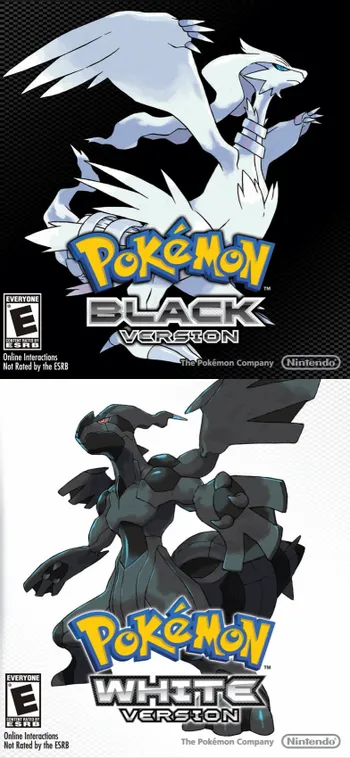 POKéMON
™
BLACK
VERSION
EVERYONE
E
CONTENT RATED BY
ESRB
Online Interactions
Not Rated by the ESRB
The Pokémon Company
Nintendo®
POKéMON
™
WHITE
VERSION
EVERYONE
E
CONTENT RATED BY
ESRB
Online Interactions
Not Rated by the ESRB
The Pokémon Company
Nintendo®